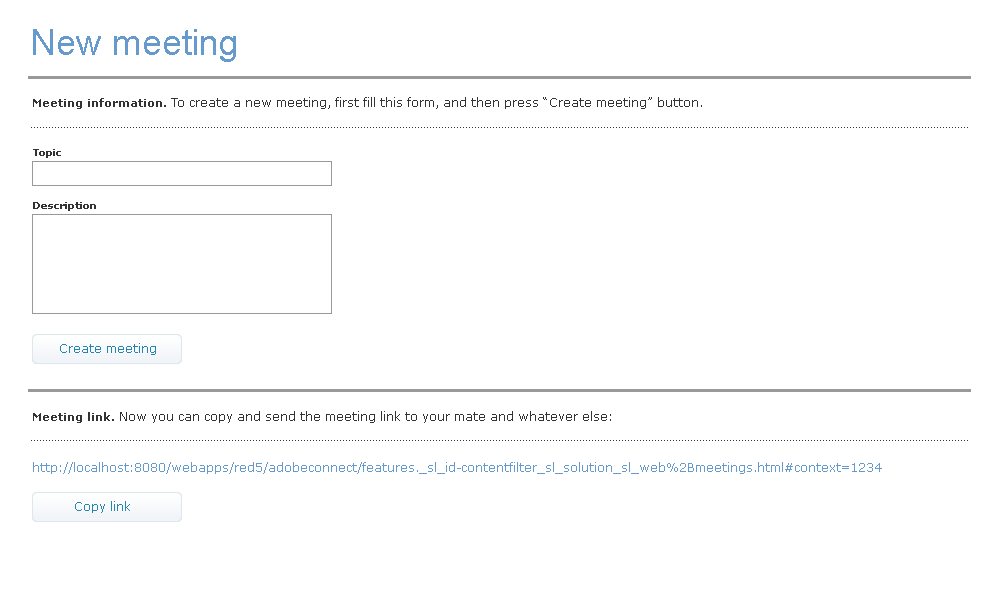 New meeting
Meeting information. To create a new meeting, first fill this form, and then press “Create meeting” button.
Topic
Description
Create meeting
Meeting link. Now you can copy and send the meeting link to your mate and whatever else:
http://localhost:8080/webapps/red5/adobeconnect/features._sl_id-contentfilter_sl_solution_sl_web%2Bmeetings.html#context=1234
Copy link